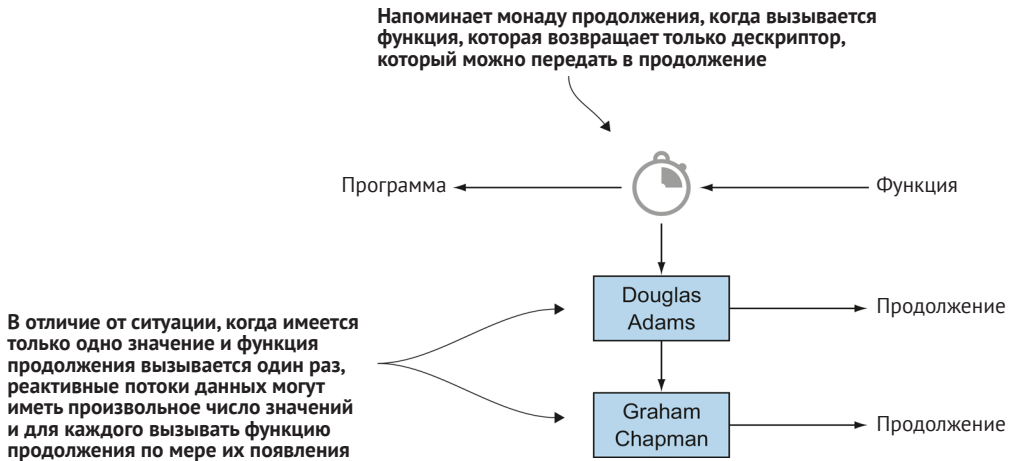 Напоминает монаду продолжения, когда вызывается
функция, которая возвращает только дескриптор,
который можно передать в продолжение
Программа
Функция
Douglas
Adams
Продолжение
В отличие от ситуации, когда имеется
только одно значение и функция
продолжения вызывается один раз,
реактивные потоки данных могут
иметь произвольное число значений
и для каждого вызывать функцию
продолжения по мере их появления
Graham
Chapman
Продолжение